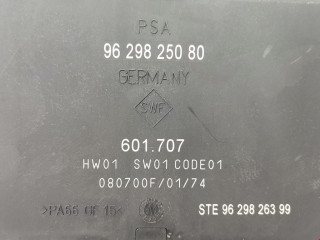 PSA
96 298 250 80
GERMANY
SWF
601.707
HW01 SW01 CODE01
080700F/01/74
>PA66 GF 15<
STE 96 298 263 99